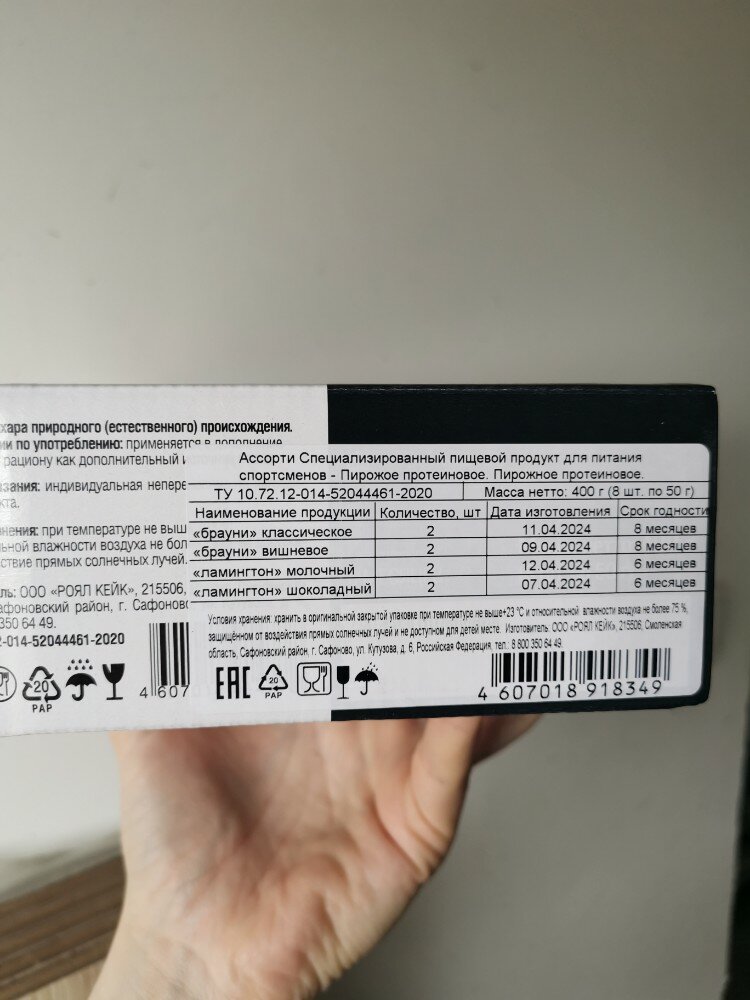 хара природного (естественного) происхождения.
ии по употреблению: применяется в дополнение
рациону как дополнительный
зания: индивидуальная непере
кта.
нения: при температуре не выш
льной влажности воздуха не бол
ствие прямых солнечных лучей.
ль: ООО «РОЯЛ КЕЙК», 215506,
афоновский район, г. Сафоново
350 64 49.
2-014-52044461-2020
20
PAP
4 607
Ассорти Специализированный пищевой продукт для питания
спортсменов - Пирожое протеиновое. Пирожное протеиновое.
ТУ 10.72.12-014-52044461-2020 Масса нетто: 400 г (8 шт. по 50 г)
Наименование продукции Количество, шт Дата изготовления Срок годности
«брауни» классическое 2 11.04.2024 8 месяцев
«брауни» вишневое 2 09.04.2024 8 месяцев
«ламингтон» молочный 2 12.04.2024 6 месяцев
«ламингтон» шоколадный 2 07.04.2024 6 месяцев
Условия хранения: хранить в оригинальной закрытой упаковке при температуре не выше+23 °С и относительной влажности воздуха не более 75 %,
защищённом от воздействия прямых солнечных лучей и не доступном для детей месте. Изготовитель: ООО «РОЯЛ КЕЙК», 215506, Смоленская
область, Сафоновский район, г. Сафоново, ул. Кутузова, д. 6, Российская Федерация, тел.: 8 800 350 64 49.
EAC
20
PAP
4 607018 918349